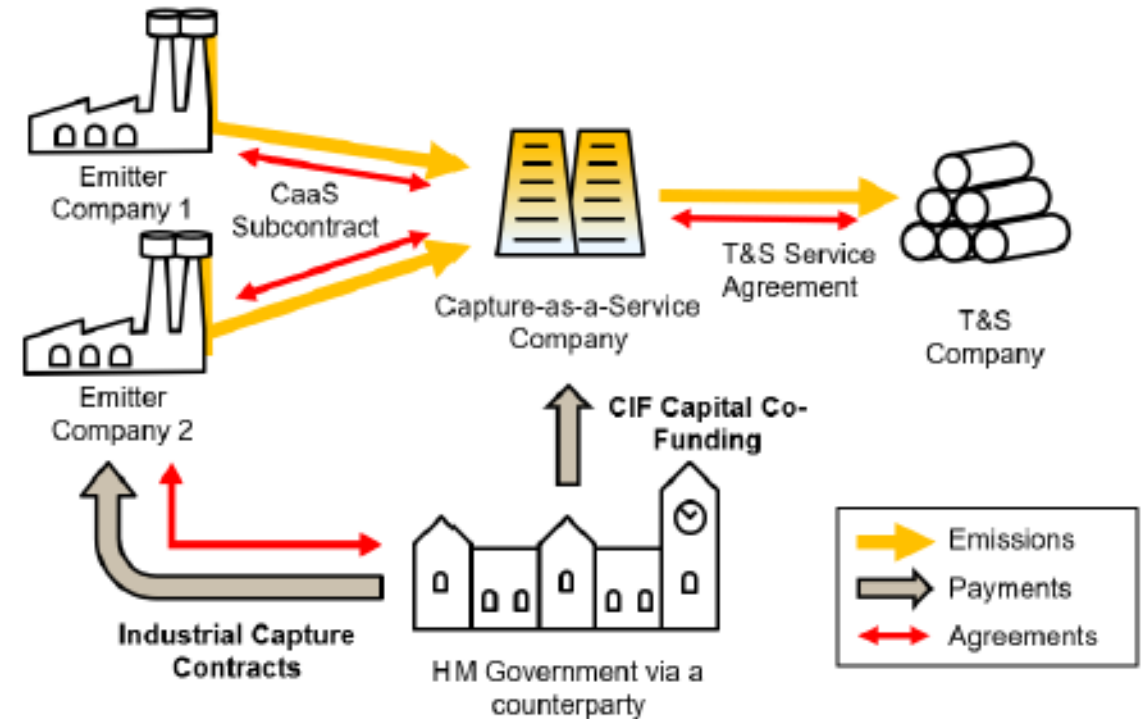 Emitter
Company 1
CaaS
Subcontract
Emitter
Company 2
Capture-as-a-Service
Company
T&S Service
Agreement
T&S
Company
CIF Capital Co-
Funding
Industrial Capture
Contracts
HM Government via a
counterparty
Emissions
Payments
Agreements